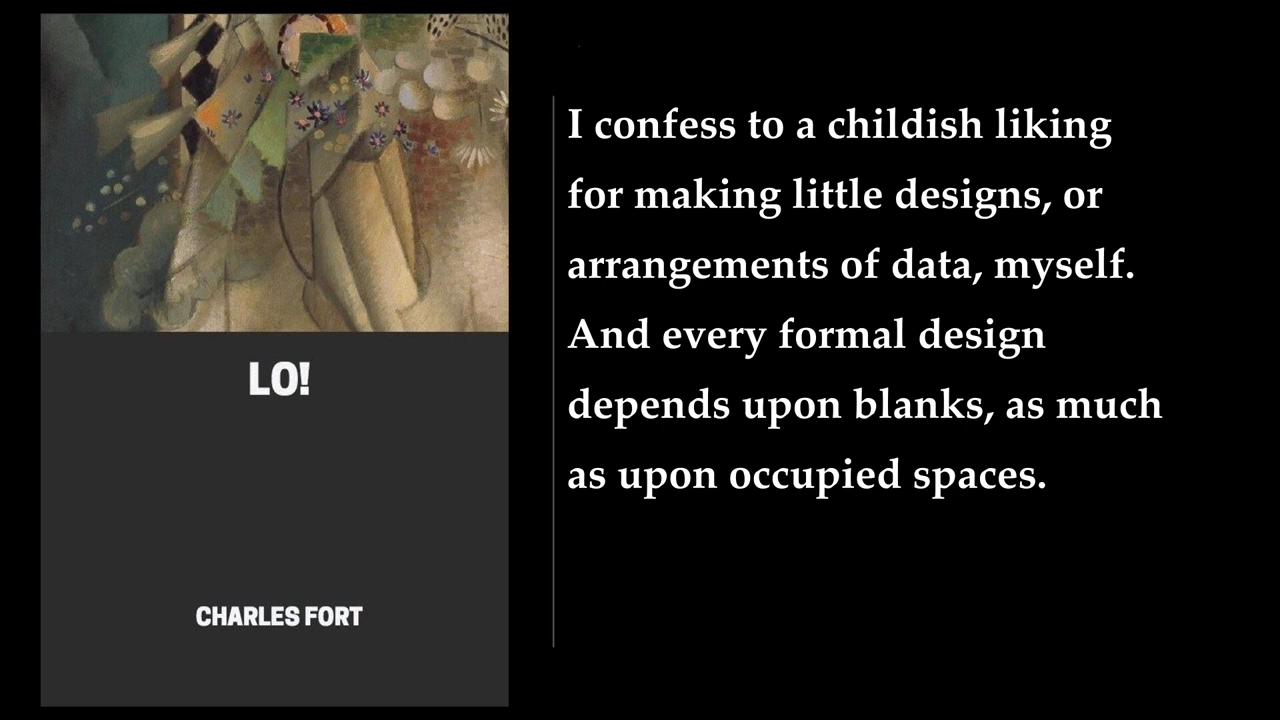 LO!
CHARLES FORT
I confess to a childish liking
for making little designs, or
arrangements of data, myself.
And every formal design
depends upon blanks, as much
as upon occupied spaces.